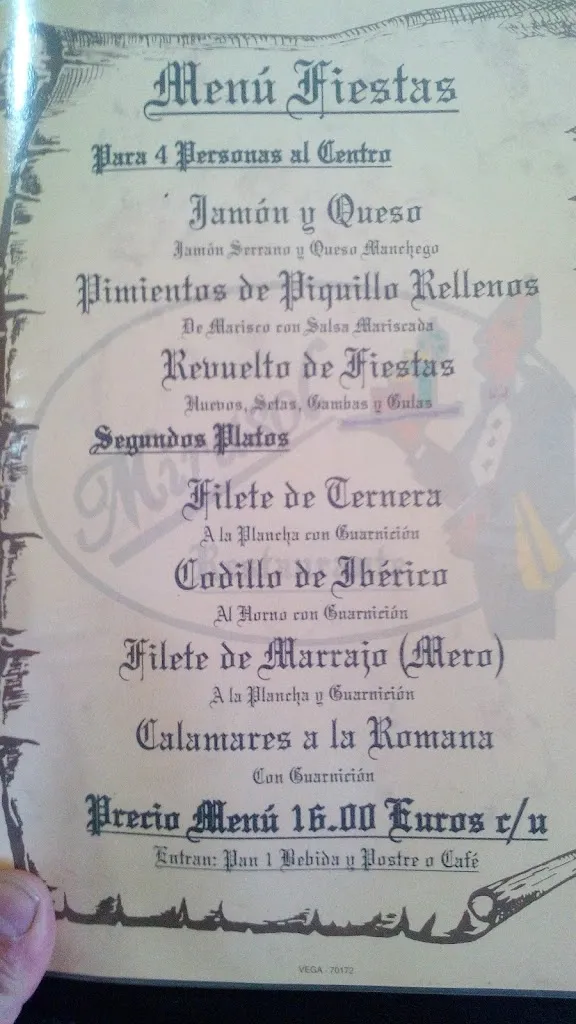 Menú Fiestas
Para 4 Personas al Centro
Jamón y Queso
Jamón Serrano y Queso Manchego
Pimientos de Piquillo Rellenos
De Marisco con Salsa Mariscada
Revuelto de Fiestas
Huevos, Setas, Gambas y Gulas
Segundos Platos
Filete de Ternera
A la Plancha con Guarnición
Restaurante
Codillo de Ibérico
Al Horno con Guarnición
Filete de Marrajo (Mero)
A la Plancha y Guarnición
Calamares a la Romana
Con Guarnición
Precio Menú 16.00 Euros c/u
Entran: Pan 1 Bebida y Postre o Café
VEGA - 70172